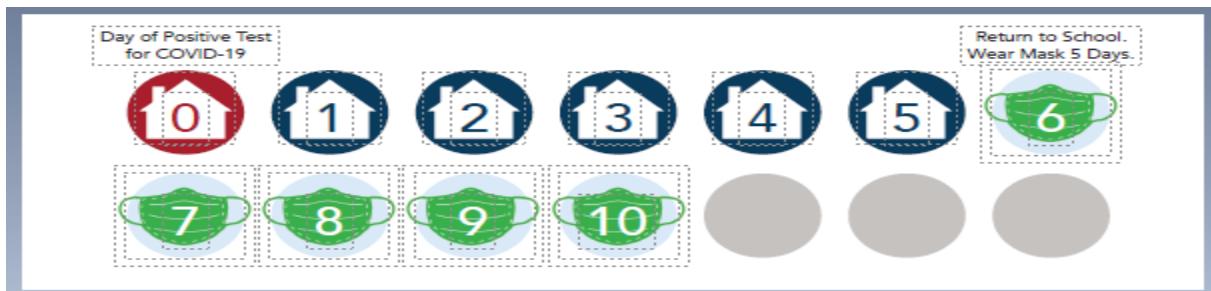 Day of Positive Test
for COVID-19
Return to School.
Wear Mask 5 Days.
0 1 2 3 4 5 6
7 8 9 10